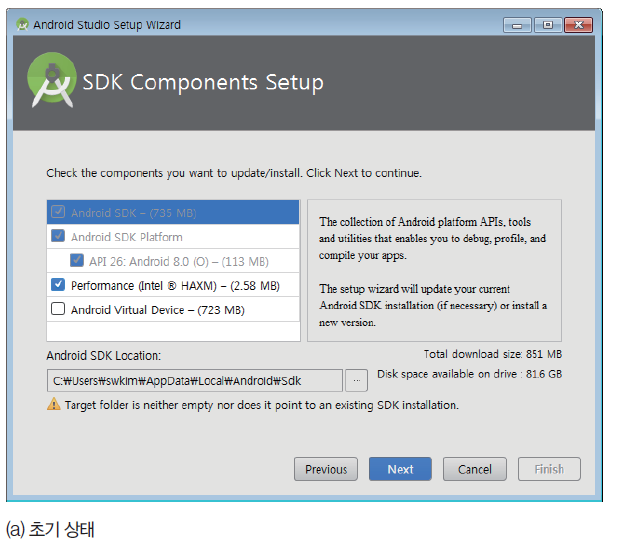 Android Studio Setup Wizard
SDK Components Setup
Check the components you want to update/install. Click Next to continue.
Android SDK – (735 MB)
Android SDK Platform
API 26: Android 8.0 (O) – (113 MB)
Performance (Intel ® HAXM) – (2.58 MB)
Android Virtual Device – (723 MB)
The collection of Android platform APIs, tools
and utilities that enables you to debug, profile, and
compile your apps.
The setup wizard will update your current
Android SDK installation (if necessary) or install a
new version.
Android SDK Location:
Total download size: 851 MB
C:₩Users₩swkim₩AppData₩Local₩Android₩Sdk
...
Disk space available on drive : 81.6 GB
Target folder is neither empty nor does it point to an existing SDK installation.
Previous
Next
Cancel
Finish
(a) 초기 상태